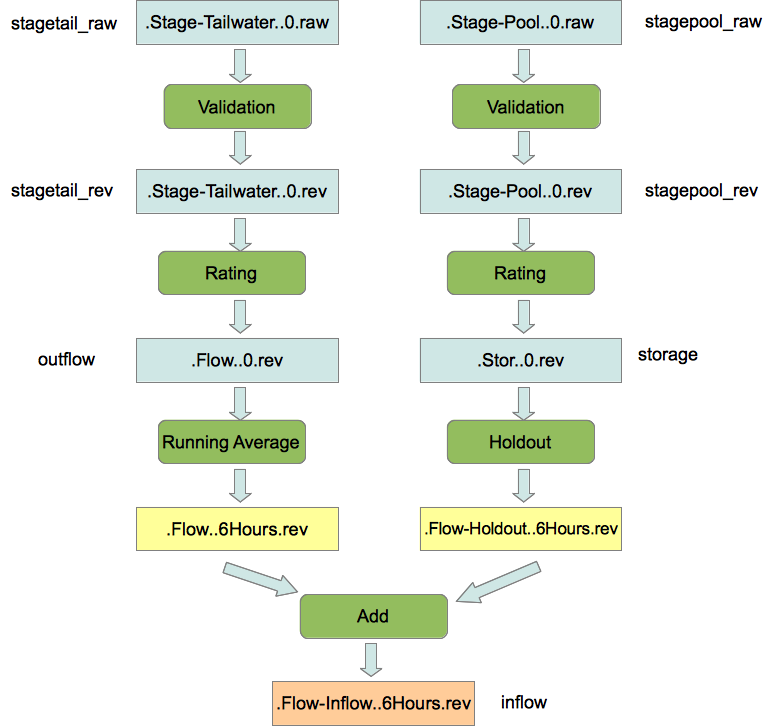 stagetail_raw
.Stage-Tailwater..0.raw
.Stage-Pool..0.raw
stagepool_raw
Validation
Validation
stagetail_rev
.Stage-Tailwater..0.rev
.Stage-Pool..0.rev
stagepool_rev
Rating
Rating
outflow
.Flow..0.rev
.Stor..0.rev
storage
Running Average
Holdout
.Flow..6Hours.rev
.Flow-Holdout..6Hours.rev
Add
.Flow-Inflow..6Hours.rev
inflow